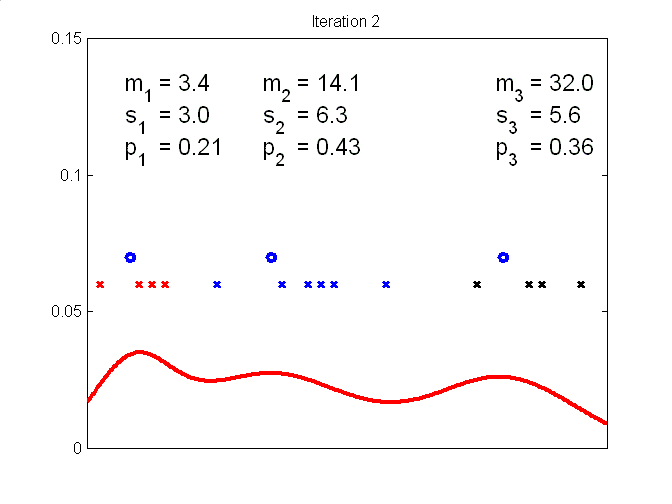 Iteration 2
0.15
m1 = 3.4 m2 = 14.1 m3 = 32.0
s1 = 3.0 s2 = 6.3 s3 = 5.6
p1 = 0.21 p2 = 0.43 p3 = 0.36
0.1
0.05
0